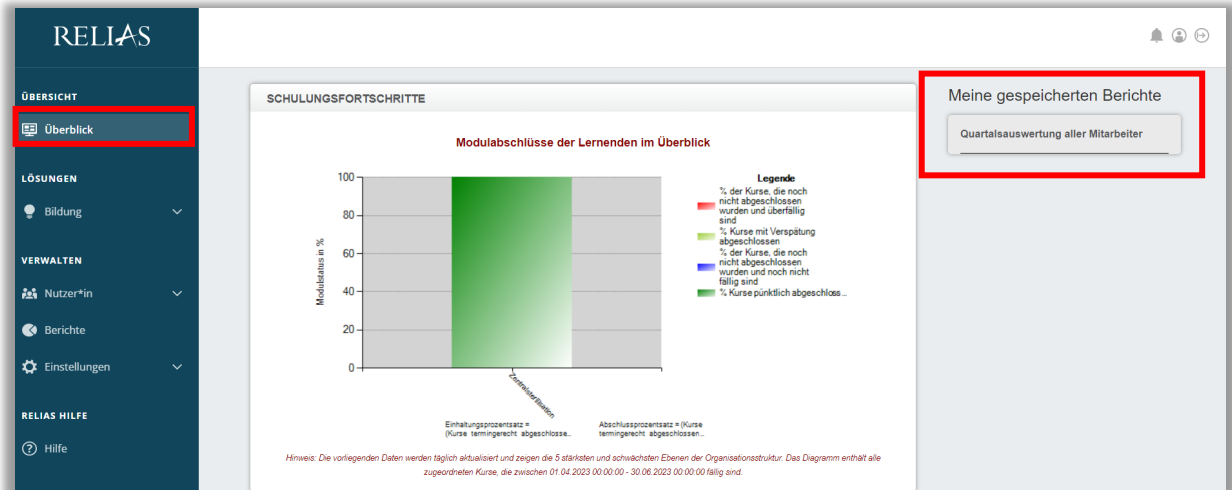 RELIAS
ÜBERSICHT
Überblick
LÖSUNGEN
Bildung
VERWALTEN
Nutzer*in
Berichte
Einstellungen
RELIAS HILFE
Hilfe
SCHULUNGSFORTSCHRITTE
Modulabschlüsse der Lernenden im Überblick
Modulstatus in %
100
80
60
40
20
0
Zentralsterilisation
Legende
% der Kurse, die noch
nicht abgeschlossen
wurden und überfällig
sind
% Kurse mit Verspätung
abgeschlossen
% der Kurse, die noch
nicht abgeschlossen
wurden und noch nicht
fällig sind
% Kurse pünktlich abgeschloss...
Einhaltungsprozentsatz =
(Kurse termingerecht abgeschlosse...
Abschlussprozentsatz = (Kurse
termingerecht abgeschlossen...
Hinweis: Die vorliegenden Daten werden täglich aktualisiert und zeigen die 5 stärksten und schwächsten Ebenen der Organisationsstruktur. Das Diagramm enthält alle
zugeordneten Kurse, die zwischen 01.04.2023 00:00:00 - 30.06.2023 00:00:00 fällig sind.
Meine gespeicherten Berichte
Quartalsauswertung aller Mitarbeiter